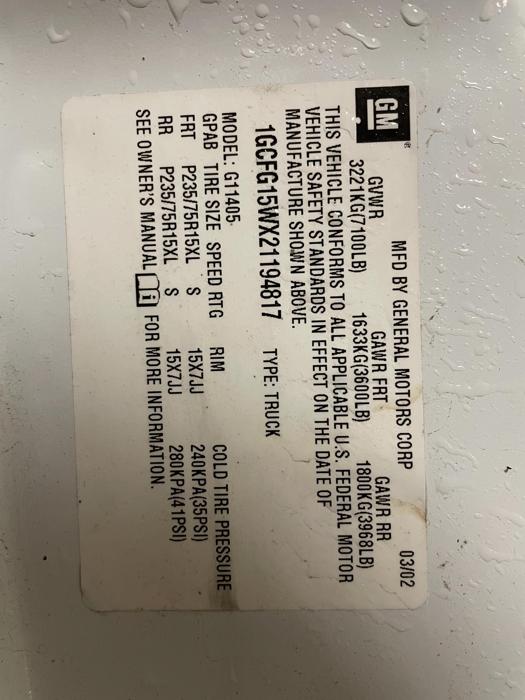 GM®
MFD BY GENERAL MOTORS CORP 03/02
GVWR GAWR FRT GAWR RR
3221KG(7100LB) 1633KG(3600LB) 1800KG(3968LB)
THIS VEHICLE CONFORMS TO ALL APPLICABLE U.S. FEDERAL MOTOR
VEHICLE SAFETY STANDARDS IN EFFECT ON THE DATE OF
MANUFACTURE SHOWN ABOVE.
1GCFG15WX21194817 TYPE: TRUCK
MODEL: G11405
GPAB TIRE SIZE SPEED RTG RIM COLD TIRE PRESSURE
FRT P235/75R15XL S 15X7JJ 240KPA(35PSI)
RR P235/75R15XL S 15X7JJ 280KPA(41PSI)
SEE OWNER'S MANUAL FOR MORE INFORMATION.